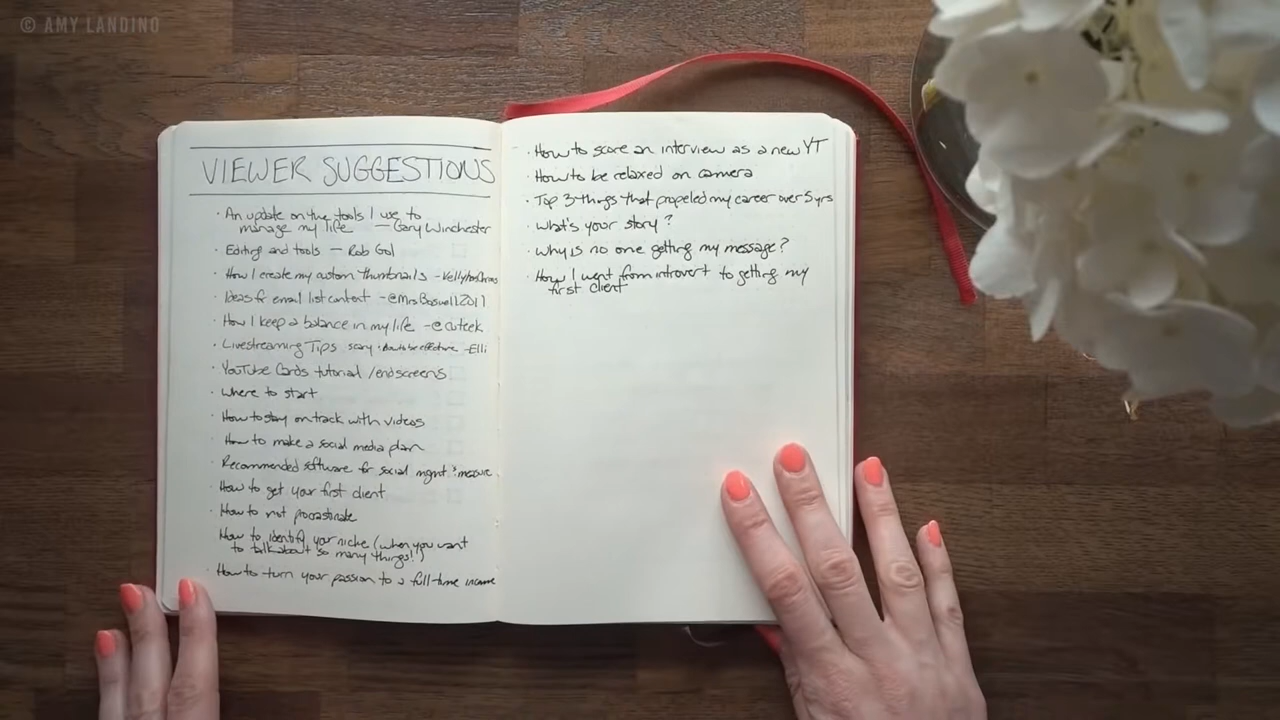 © AMY LANDINO
VIEWER SUGGESTIONS
· An update on the tools I use to
manage my life — Gary Winchester
· Editing and tools — Rob Gol
· How I create my custom thumbnails
· Ideas for email list content - @MrsBoswell2017
· How I keep a balance in my life - @cuteek
· Livestreaming Tips scary · -Elli
· YouTube Cards tutorial /endscreens
· Where to start
· How to stay on track with videos
· How to make a social media plan
· Recommended software for social mgmt & measure
· How to get your first client
· How to not procrastinate
· How to identify your niche (when you want
to talk about so many things!)
· How to turn your passion to a full-time income
· How to score an interview as a new YT
· How to be relaxed on camera
· Top 3 things that propeled my career over 5 yrs
· What's your story?
· Why is no one getting my message?
· How I went from introvert to getting my
first client